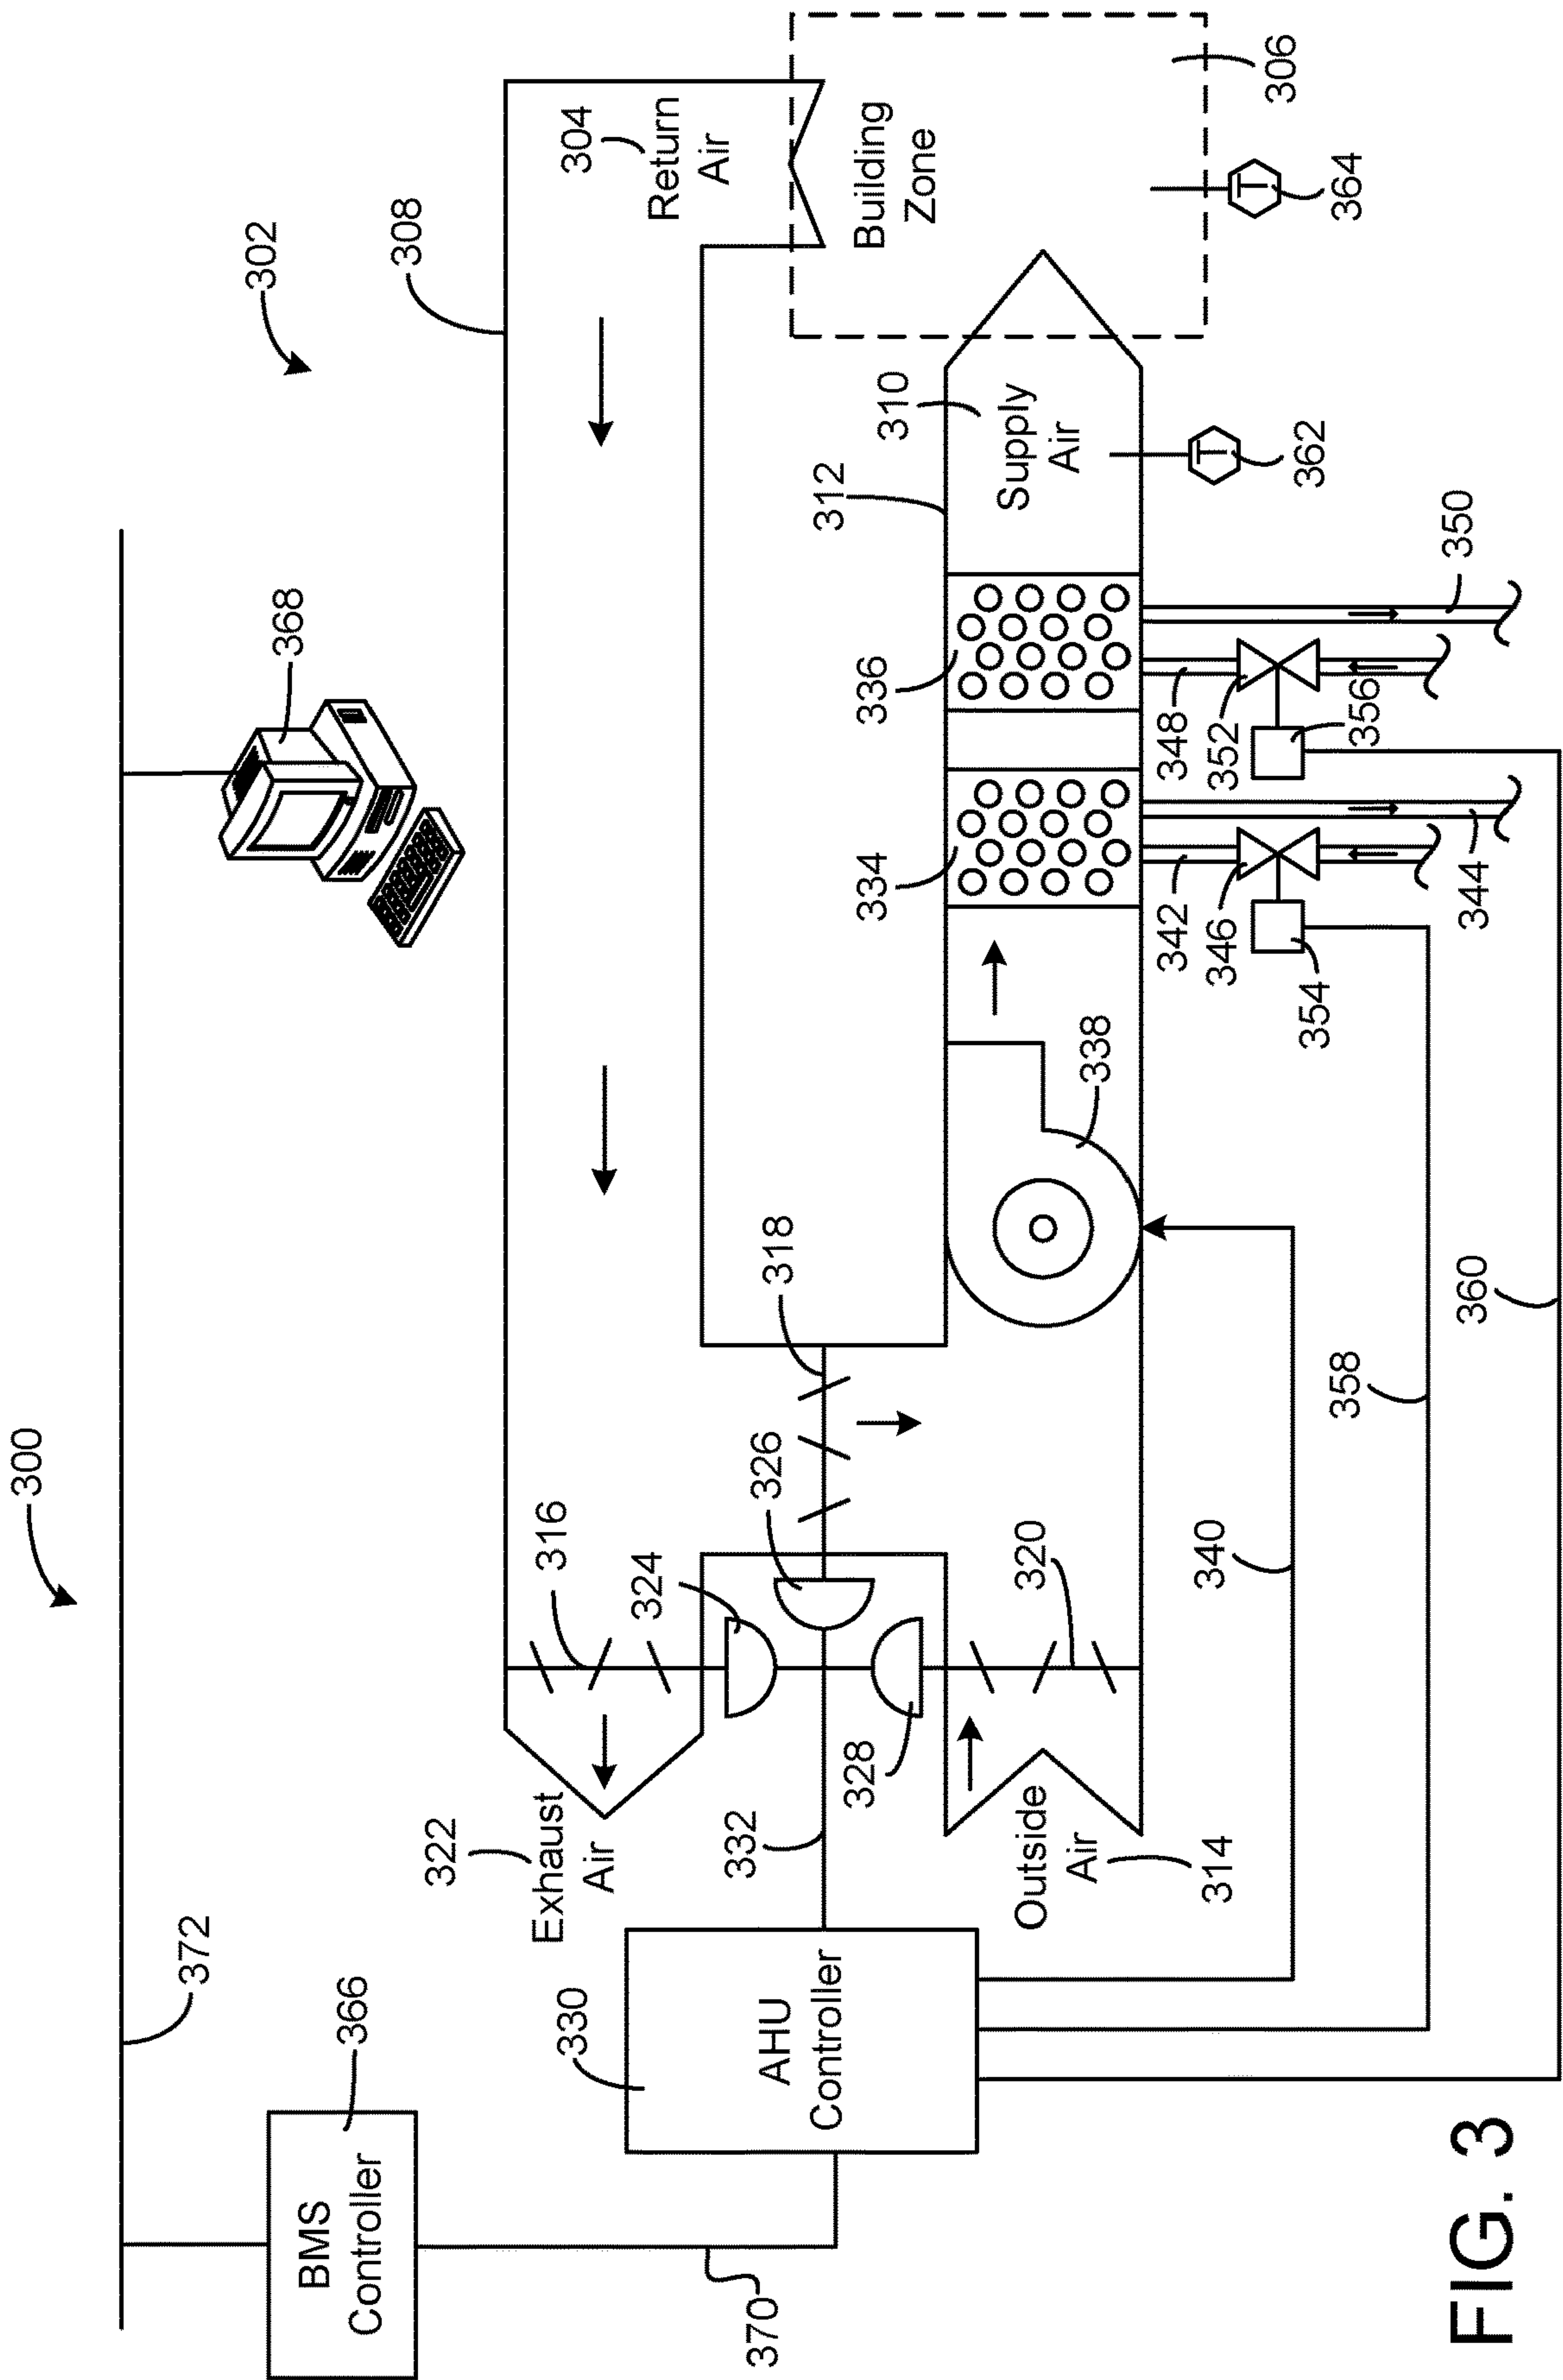 300
302
372
366
BMS
Controller
370
368
308
304
Return
Air
306
Building
Zone
364
322
Exhaust
Air
316
324
326
318
332
328
330
AHU
Controller
Outside
Air
314
320
338
334
336
312
310
Supply
Air
362
342
346
354
344
348
352
356
350
340
358
360
FIG. 3
T
T